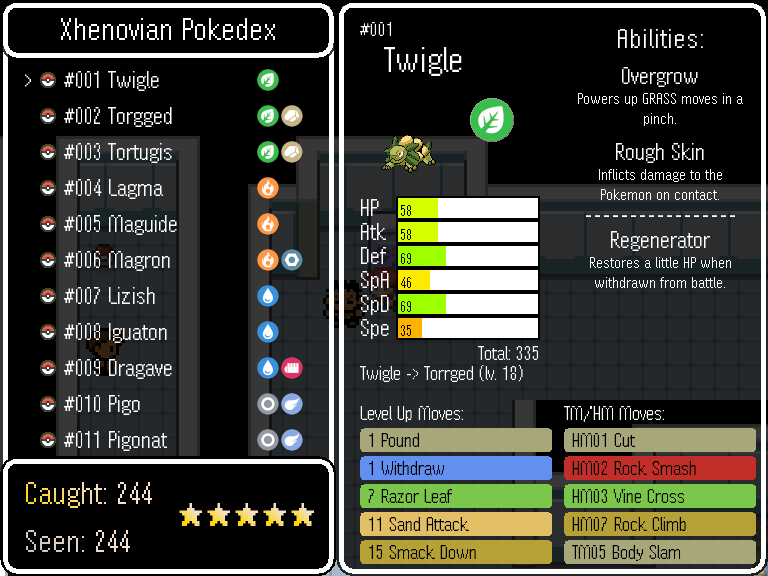 Xhenovian Pokedex
> #001 Twigle
#002 Torgged
#003 Tortugis
#004 Lagma
#005 Maguide
#006 Magron
#007 Lizish
#008 Iguaton
#009 Dragave
#010 Pigo
#011 Pigonat
Caught: 244
Seen: 244
#001
Twigle
HP 58
Atk 58
Def 69
SpA 46
SpD 69
Spe 35
Total: 335
Twigle -> Torrged (lv. 18)
Abilities:
Overgrow
Powers up GRASS moves in a
pinch.
Rough Skin
Inflicts damage to the
Pokemon on contact.
Regenerator
Restores a little HP when
withdrawn from battle.
Level Up Moves:
1 Pound
1 Withdraw
7 Razor Leaf
11 Sand Attack
15 Smack Down
TM/HM Moves:
HM01 Cut
HM02 Rock Smash
HM03 Vine Cross
HM07 Rock Climb
TM05 Body Slam